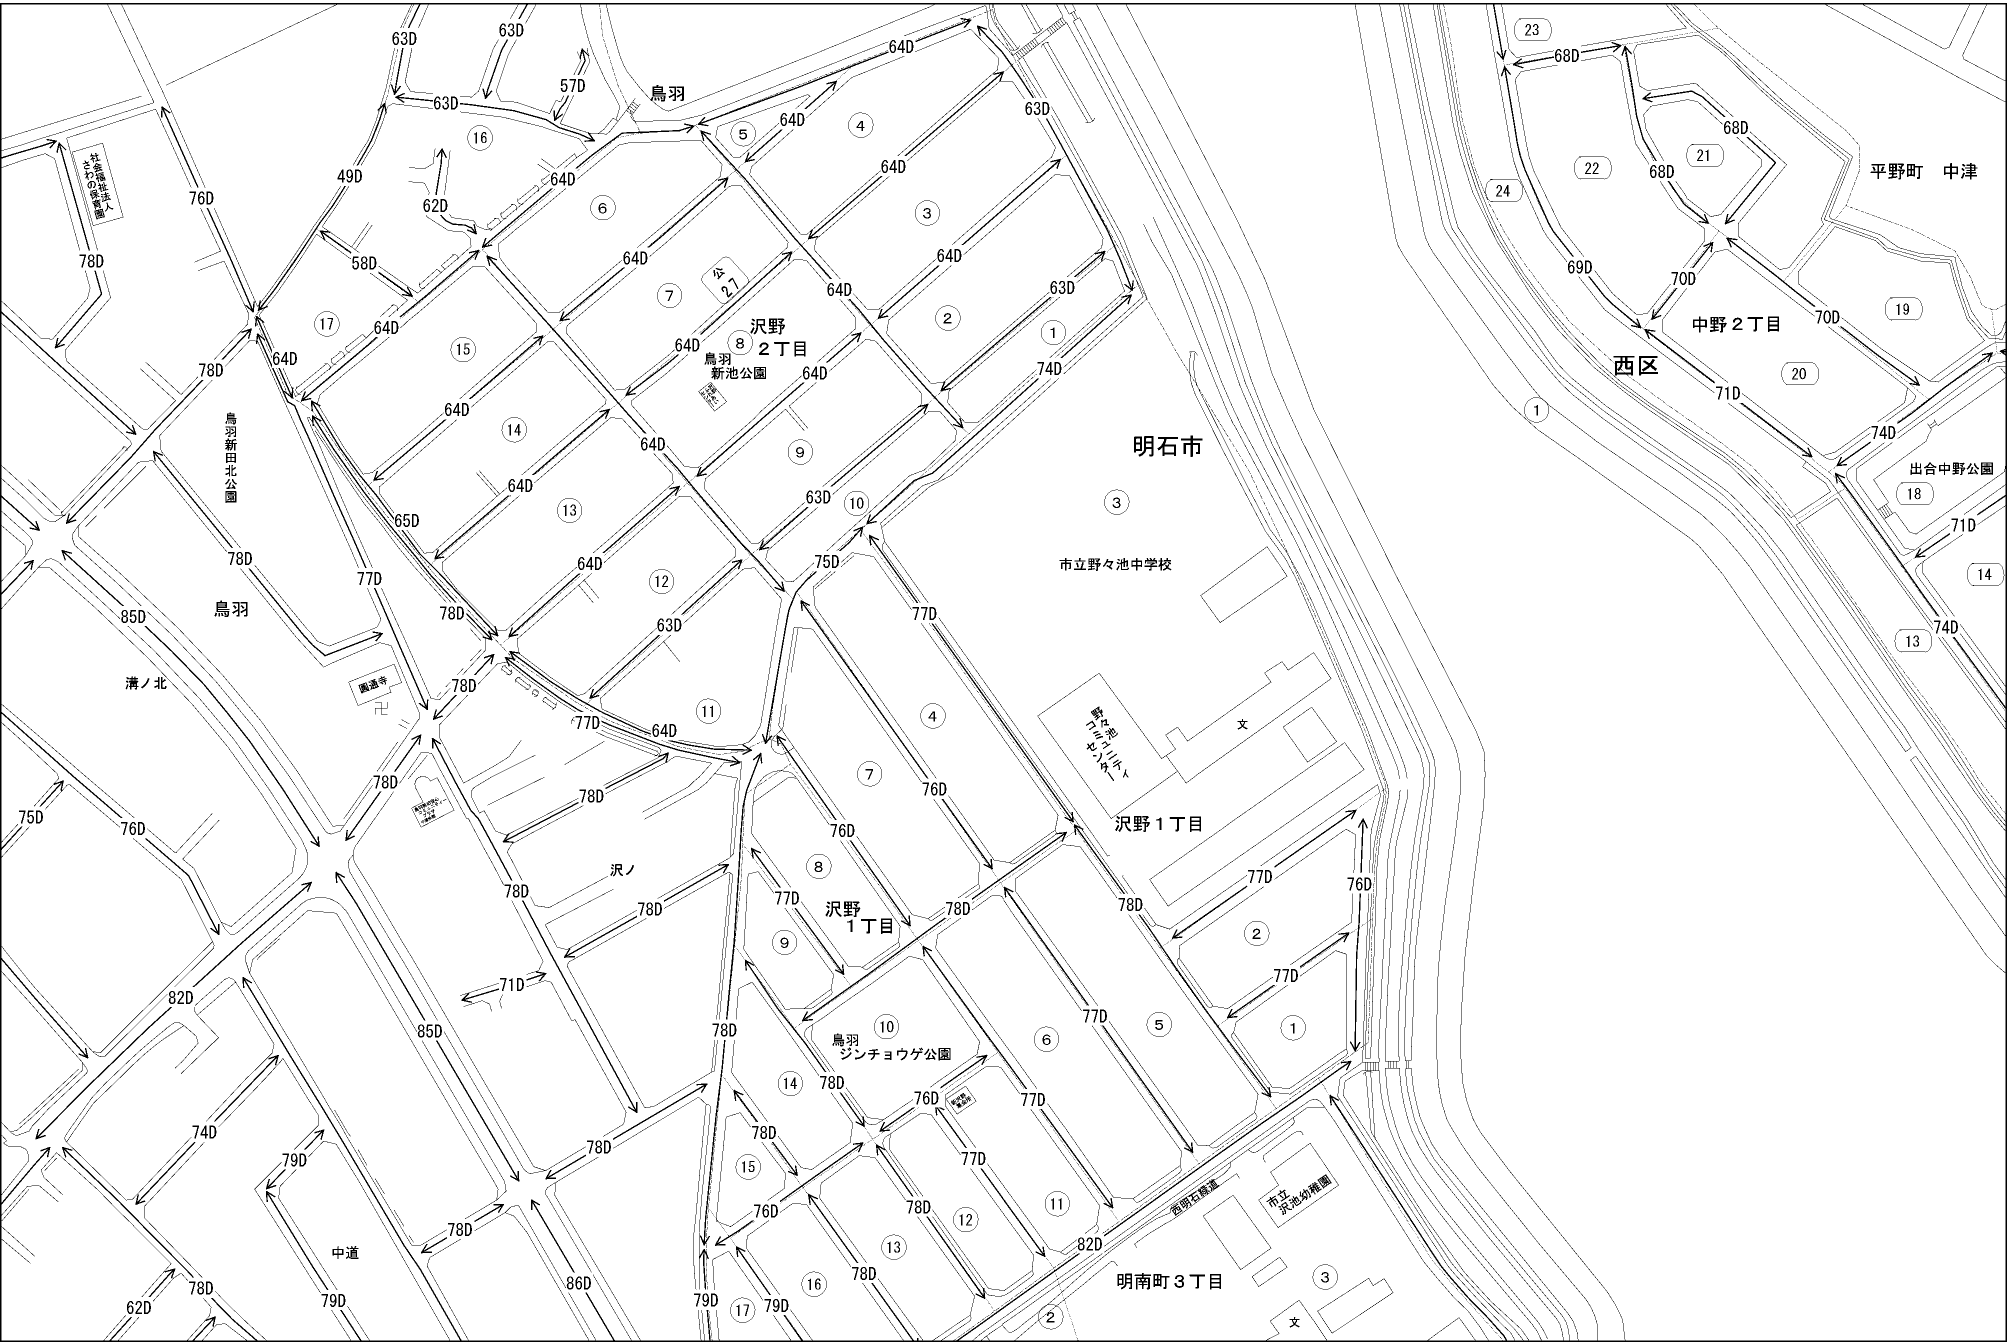 63D
63D
64D
23
68D
57D
鳥羽
63D
63D
16
5
4
64D
68D
社会福祉法人
さわの保育園
76D
49D
64D
64D
22
21
68D
平野町 中津
62D
6
3
24
78D
58D
64D
64D
69D
70D
公
27
7
64D
63D
17
64D
沢野
2丁目
2
1
19
70D
中野2丁目
64D
15
64D
8
鳥羽
新池公園
64D
74D
西区
20
78D
71D
1
鳥羽新田北公園
64D
14
64D
9
明石市
74D
出合中野公園
18
64D
63D
10
3
65D
13
71D
78D
77D
64D
12
75D
市立野々池中学校
14
鳥羽
85D
78D
63D
77D
74D
13
溝ノ北
圓通寺
卍
78D
11
4
77D
64D
野々池
コミュニティ
センター
文
78D
7
76D
78D
75D
76D
76D
沢野1丁目
沢ノ
8
77D
76D
78D
77D
78D
78D
沢野
1丁目
78D
9
2
82D
71D
77D
85D
78D
10
鳥羽
ジンチョウゲ公園
77D
6
5
1
14
78D
76D
77D
74D
78D
78D
79D
15
77D
西明石緑道
市立
沢池幼稚園
76D
78D
12
11
78D
中道
13
82D
86D
78D
明南町3丁目
3
78D
62D
79D
79D
17
79D
16
2
文